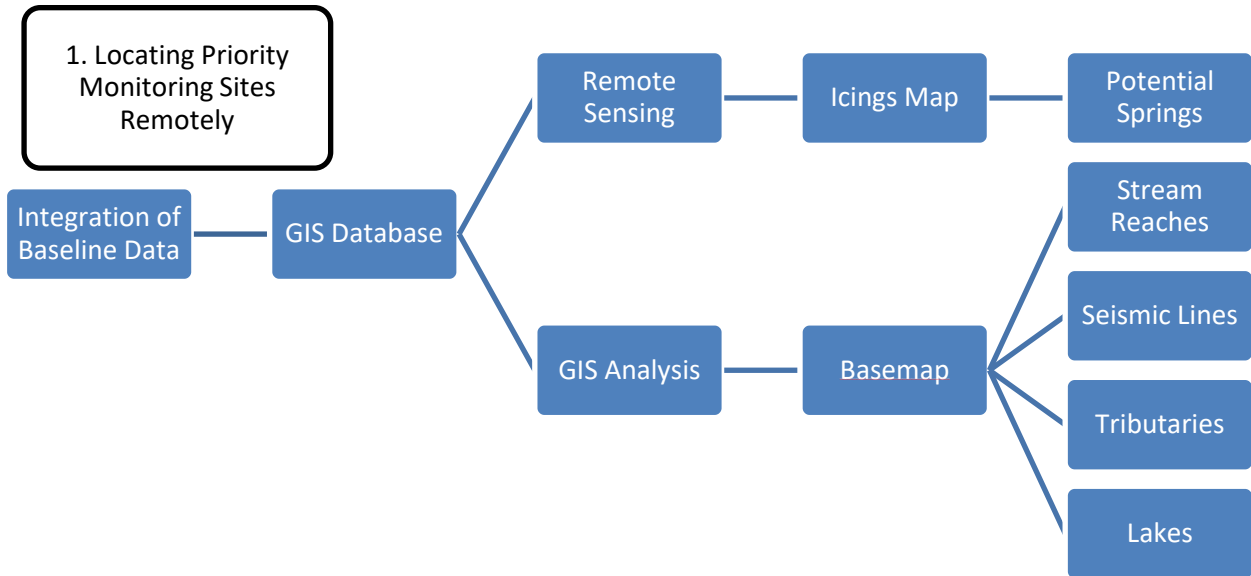 1. Locating Priority
Monitoring Sites
Remotely
Integration of
Baseline Data
GIS Database
Remote
Sensing
Icings Map
Potential
Springs
GIS Analysis
Basemap
Stream
Reaches
Seismic Lines
Tributaries
Lakes